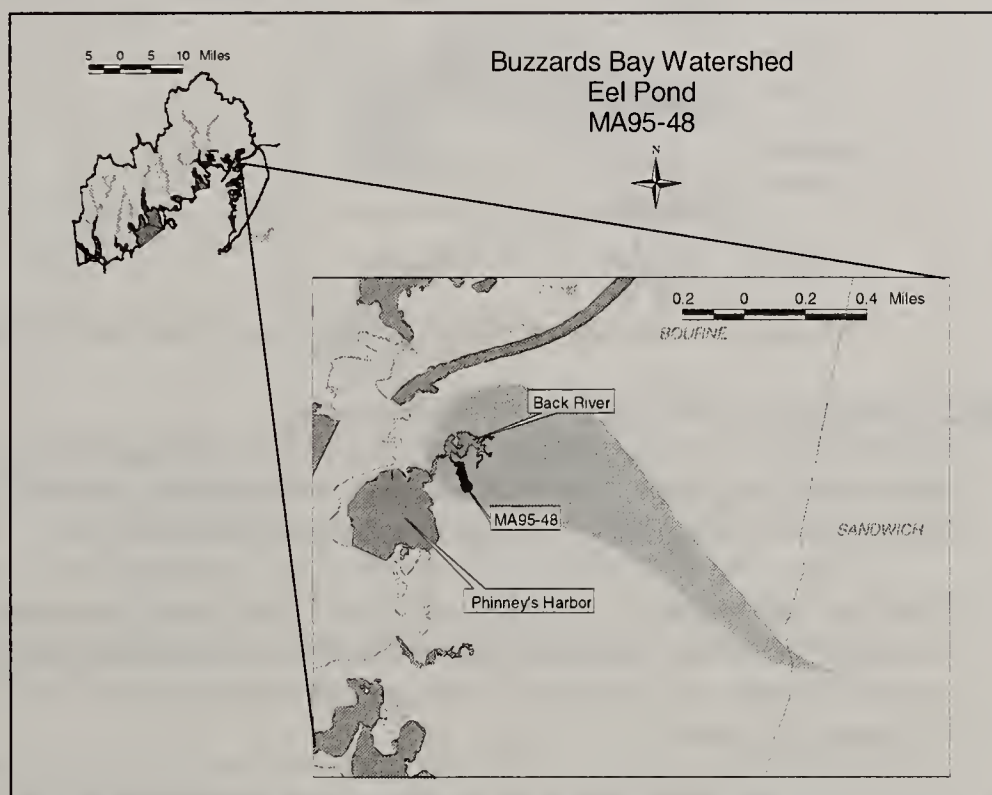 5 0 5 10 Miles
Buzzards Bay Watershed
Eel Pond
MA95-48
N
0.2 0 0.2 0.4 Miles
BOURNE
Back River
MA95-48
SANDWICH
Phinney's Harbor